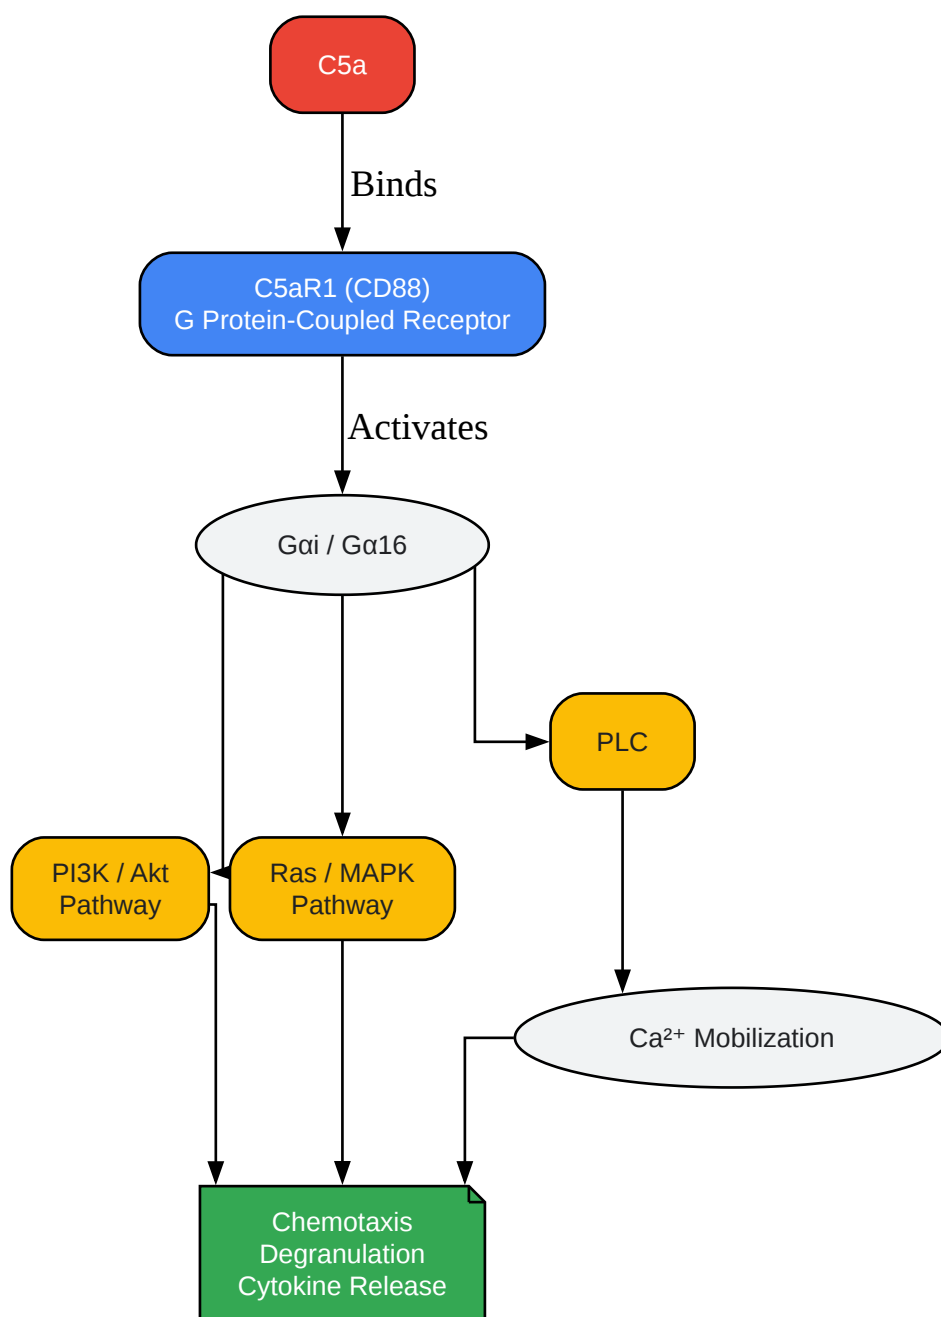 C5a
Binds
C5aR1 (CD88)
G Protein-Coupled Receptor
Activates
Gαi / Gα16
PLC
PI3K / Akt
Pathway
Ras / MAPK
Pathway
Ca²⁺ Mobilization
Chemotaxis
Degranulation
Cytokine Release